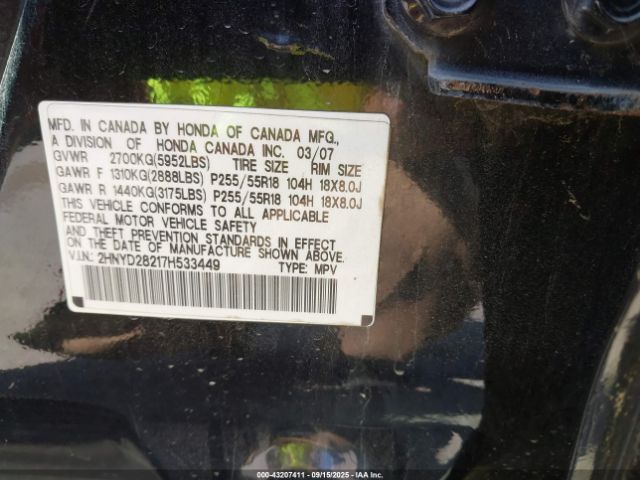 MFD. IN CANADA BY HONDA OF CANADA MFG.,
A DIVISION OF HONDA CANADA INC. 03/07
GVWR 2700KG(5952LBS) TIRE SIZE RIM SIZE
GAWR F 1310KG(2888LBS) P255/55R18 104H 18X8.0J
GAWR R 1440KG(3175LBS) P255/55R18 104H 18X8.0J
THIS VEHICLE CONFORMS TO ALL APPLICABLE
FEDERAL MOTOR VEHICLE SAFETY
AND THEFT PREVENTION STANDARDS IN EFFECT
ON THE DATE OF MANUFACTURE SHOWN ABOVE.
V.I.N.: 2HNYD28217H533449 TYPE: MPV
000-43207411 - 09/15/2025 - IAA Inc.